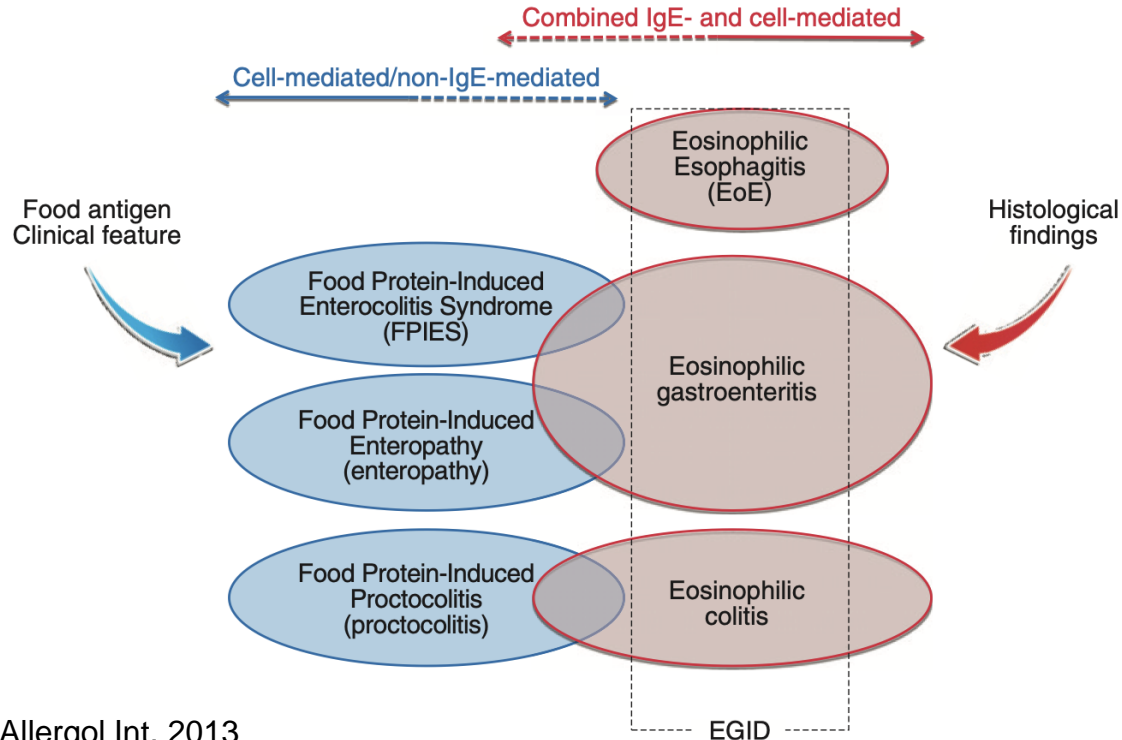 Combined IgE- and cell-mediated
Cell-mediated/non-IgE-mediated
Eosinophilic
Esophagitis
(EoE)
Food antigen
Clinical feature
Histological
findings
Food Protein-Induced
Enterocolitis Syndrome
(FPIES)
Eosinophilic
gastroenteritis
Food Protein-Induced
Enteropathy
(enteropathy)
Food Protein-Induced
Proctocolitis
(proctocolitis)
Eosinophilic
colitis
EGID
Allergol Int. 2013